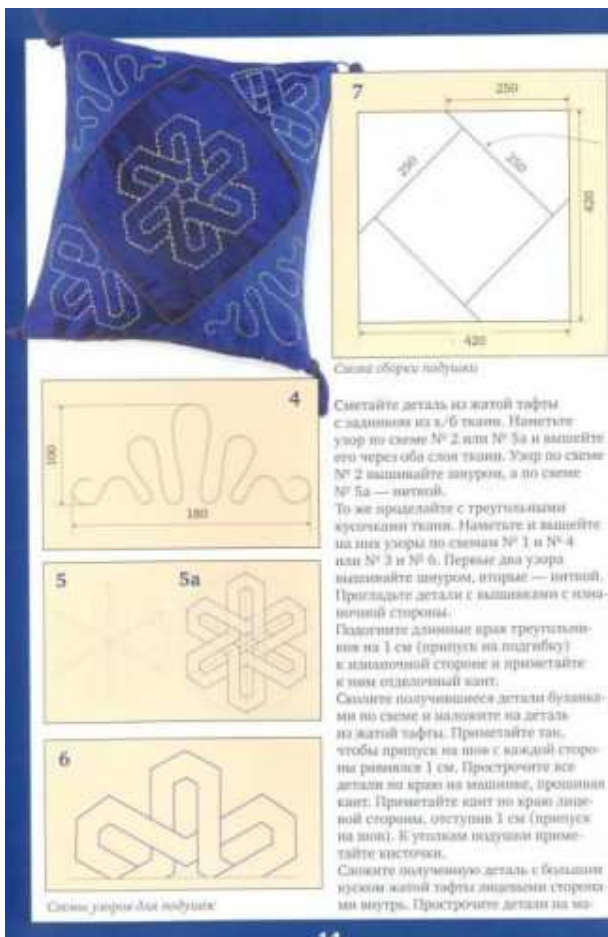 7
250
250
250
420
420
Схема сборки подушки
4
100
180
5
5а
6
Схемы узоров для подушек
Сметайте деталь из жатой тафты
с задником из х/б ткани. Наметьте
узор по схеме № 2 или № 5а и вышейте
его через оба слоя ткани. Узор по схеме
№ 2 вышивайте шнуром, а по схеме
№ 5а — ниткой.
То же проделайте с треугольными
кусочками ткани. Наметьте и вышейте
на них узоры по схемам № 1 и № 4
или № 3 и № 6. Первые два узора
вышивайте шнуром, вторые — ниткой.
Прогладьте детали с вышивками с изна-
ночной стороны.
Подогните длинные края треугольни-
ков на 1 см (припуск на подгибку)
к изнаночной стороне и приметайте
к ним отделочный кант.
Сколите получившиеся детали булавка-
ми по схеме и наложите на деталь
из жатой тафты. Приметайте так,
чтобы припуск на шов с каждой сторо-
ны равнялся 1 см. Прострочите все
детали по краю на машинке, прошивая
кант. Приметайте кант по краю лице-
вой стороны, отступив 1 см (припуск
на шов). К уголкам подушки приме-
тайте кисточки.
Сложите полученную деталь с большим
куском жатой тафты лицевыми сторона-
ми внутрь. Прострочите детали на ма-